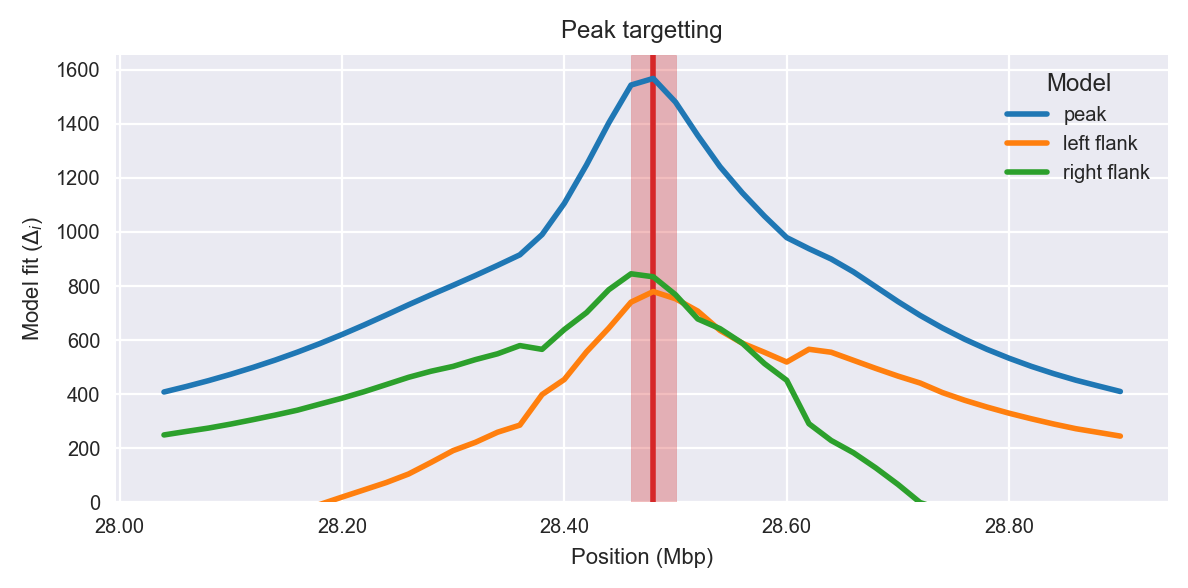 Peak targetting
1600
1400
1200
1000
800
600
400
200
0
Model fit (Δᵢ)
Model
peak
left flank
right flank
28.00 28.20 28.40 28.60 28.80
Position (Mbp)